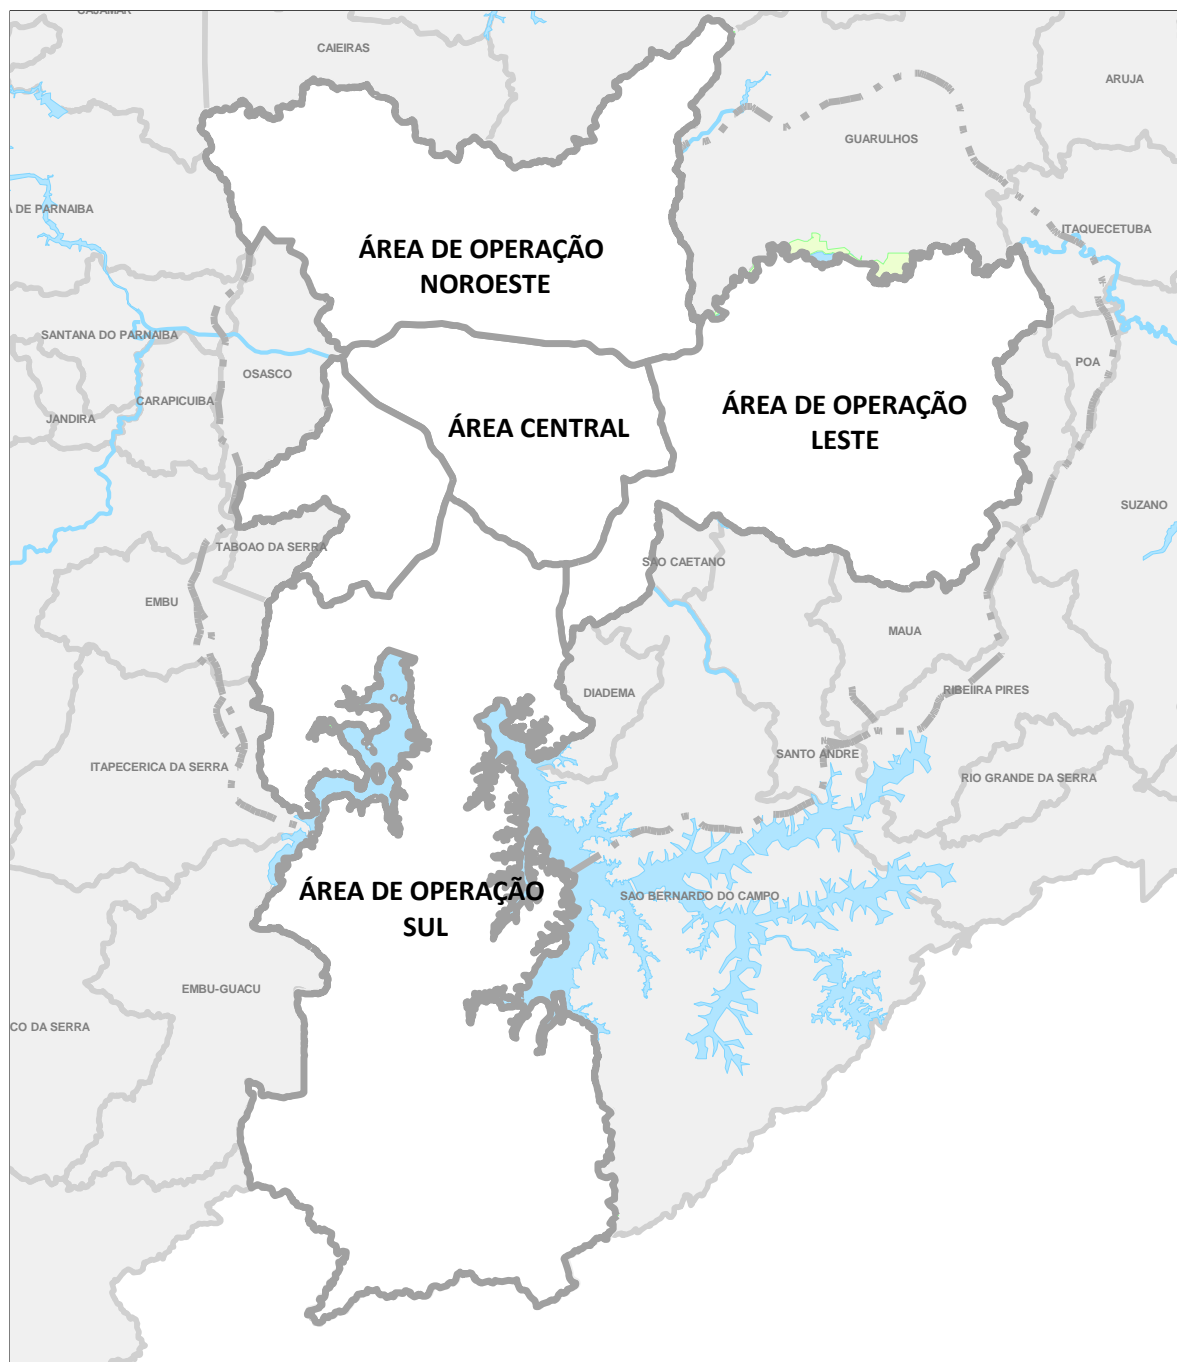 CAJAMAR
CAIEIRAS
ARUJA
GUARULHOS
A DE PARNAIBA
ITAQUECETUBA
ÁREA DE OPERAÇÃO
NOROESTE
SANTANA DO PARNAIBA
OSASCO
POA
CARAPICUIBA
JANDIRA
ÁREA CENTRAL
ÁREA DE OPERAÇÃO
LESTE
SUZANO
TABOAO DA SERRA
SAO CAETANO
EMBU
MAUA
DIADEMA
RIBEIIRA PIRES
SANTO ANDRE
ITAPECERICA DA SERRA
RIO GRANDE DA SERRA
ÁREA DE OPERAÇÃO
SUL
SAO BERNARDO DO CAMPO
EMBU-GUACU
CO DA SERRA